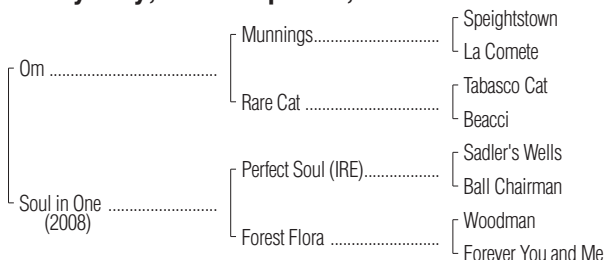 Speightstown
Munnings
La Comete
Om
Tabasco Cat
Rare Cat
Beacci
Sadler's Wells
Perfect Soul (IRE)
Ball Chairman
Soul in One
(2008)
Woodman
Forest Flora
Forever You and Me